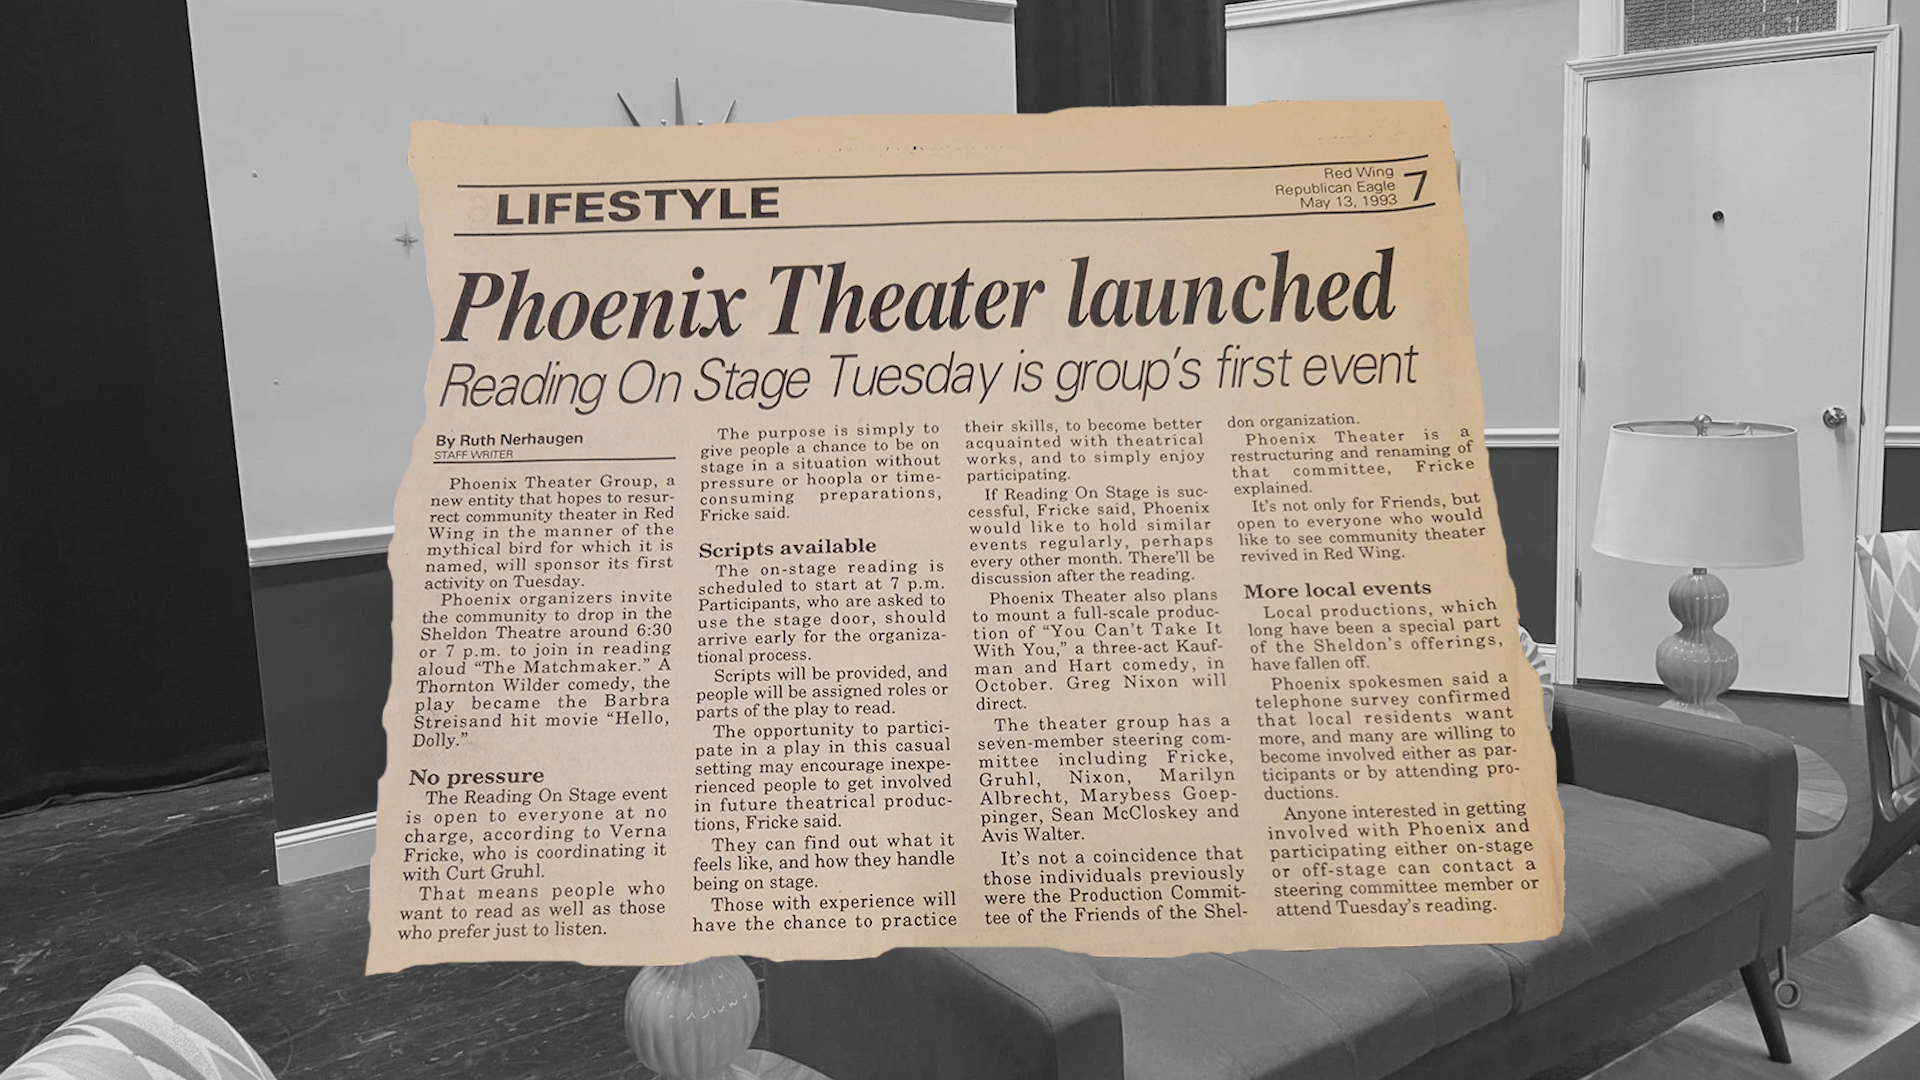 LIFESTYLE
Red Wing
Republican Eagle
May 13, 1993
7
Phoenix Theater launched
Reading On Stage Tuesday is group's first event
By Ruth Nerhaugen
STAFF WRITER
Phoenix Theater Group, a
new entity that hopes to resur-
rect community theater in Red
Wing in the manner of the
mythical bird for which it is
named, will sponsor its first
activity on Tuesday.
Phoenix organizers invite
the community to drop in the
Sheldon Theatre around 6:30
or 7 p.m. to join in reading
aloud “The Matchmaker.” A
Thornton Wilder comedy, the
play became the Barbra
Streisand hit movie “Hello,
Dolly.”
No pressure
The Reading On Stage event
is open to everyone at no
charge, according to Verna
Fricke, who is coordinating it
with Curt Gruhl.
That means people who
want to read as well as those
who prefer just to listen.
The purpose is simply to
give people a chance to be on
stage in a situation without
pressure or hoopla or time-
consuming preparations,
Fricke said.
Scripts available
The on-stage reading is
scheduled to start at 7 p.m.
Participants, who are asked to
use the stage door, should
arrive early for the organiza-
tional process.
Scripts will be provided, and
people will be assigned roles or
parts of the play to read.
The opportunity to partici-
pate in a play in this casual
setting may encourage inexpe-
rienced people to get involved
in future theatrical produc-
tions, Fricke said.
They can find out what it
feels like, and how they handle
being on stage.
Those with experience will
have the chance to practice
their skills, to become better
acquainted with theatrical
works, and to simply enjoy
participating.
If Reading On Stage is suc-
cessful, Fricke said, Phoenix
would like to hold similar
events regularly, perhaps
every other month. There'll be
discussion after the reading.
Phoenix Theater also plans
to mount a full-scale produc-
tion of “You Can't Take It
With You,” a three-act Kauf-
man and Hart comedy, in
October. Greg Nixon will
direct.
The theater group has a
seven-member steering com-
mittee including Fricke,
Gruhl, Nixon, Marilyn
Albrecht, Marybess Goep-
pinger, Sean McCloskey and
Avis Walter.
It's not a coincidence that
those individuals previously
were the Production Commit-
tee of the Friends of the Shel-
don organization.
Phoenix Theater is a
restructuring and renaming of
that committee, Fricke
explained.
It's not only for Friends, but
open to everyone who would
like to see community theater
revived in Red Wing.
More local events
Local productions, which
long have been a special part
of the Sheldon's offerings,
have fallen off.
Phoenix spokesmen said a
telephone survey confirmed
that local residents want
more, and many are willing to
become involved either as par-
ticipants or by attending pro-
ductions.
Anyone interested in getting
involved with Phoenix and
participating either on-stage
or off-stage can contact a
steering committee member or
attend Tuesday's reading.